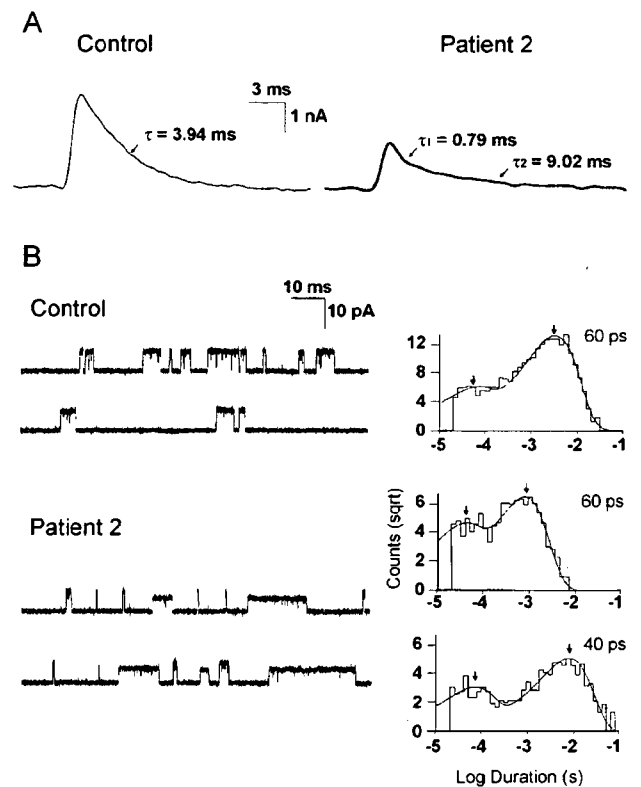 A
Control
Patient 2
3 ms
1 nA
τ = 3.94 ms
τ1 = 0.79 ms
τ2 = 9.02 ms
B
Control
10 ms
10 pA
60 ps
12
8
4
0
-5 -4 -3 -2 -1
Patient 2
60 ps
6
4
2
0
-5 -4 -3 -2 -1
Counts (sqrt)
40 ps
6
4
2
0
-5 -4 -3 -2 -1
Log Duration (s)